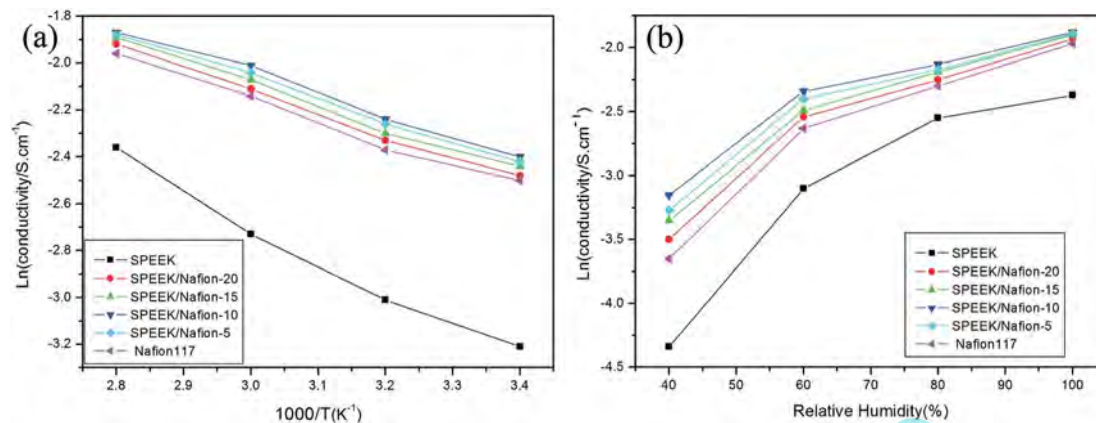 (a)
Ln(conductivity/S.cm⁻¹)
-1.8
-2.0
-2.2
-2.4
-2.6
-2.8
-3.0
-3.2
SPEEK
SPEEK/Nafion-20
SPEEK/Nafion-15
SPEEK/Nafion-10
SPEEK/Nafion-5
Nafion117
2.8 2.9 3.0 3.1 3.2 3.3 3.4
1000/T(K⁻¹)
(b)
Ln(conductivity/S.cm⁻¹)
-2.0
-2.5
-3.0
-3.5
-4.0
-4.5
SPEEK
SPEEK/Nafion-20
SPEEK/Nafion-15
SPEEK/Nafion-10
SPEEK/Nafion-5
Nafion117
40 50 60 70 80 90 100
Relative Humidity(%)